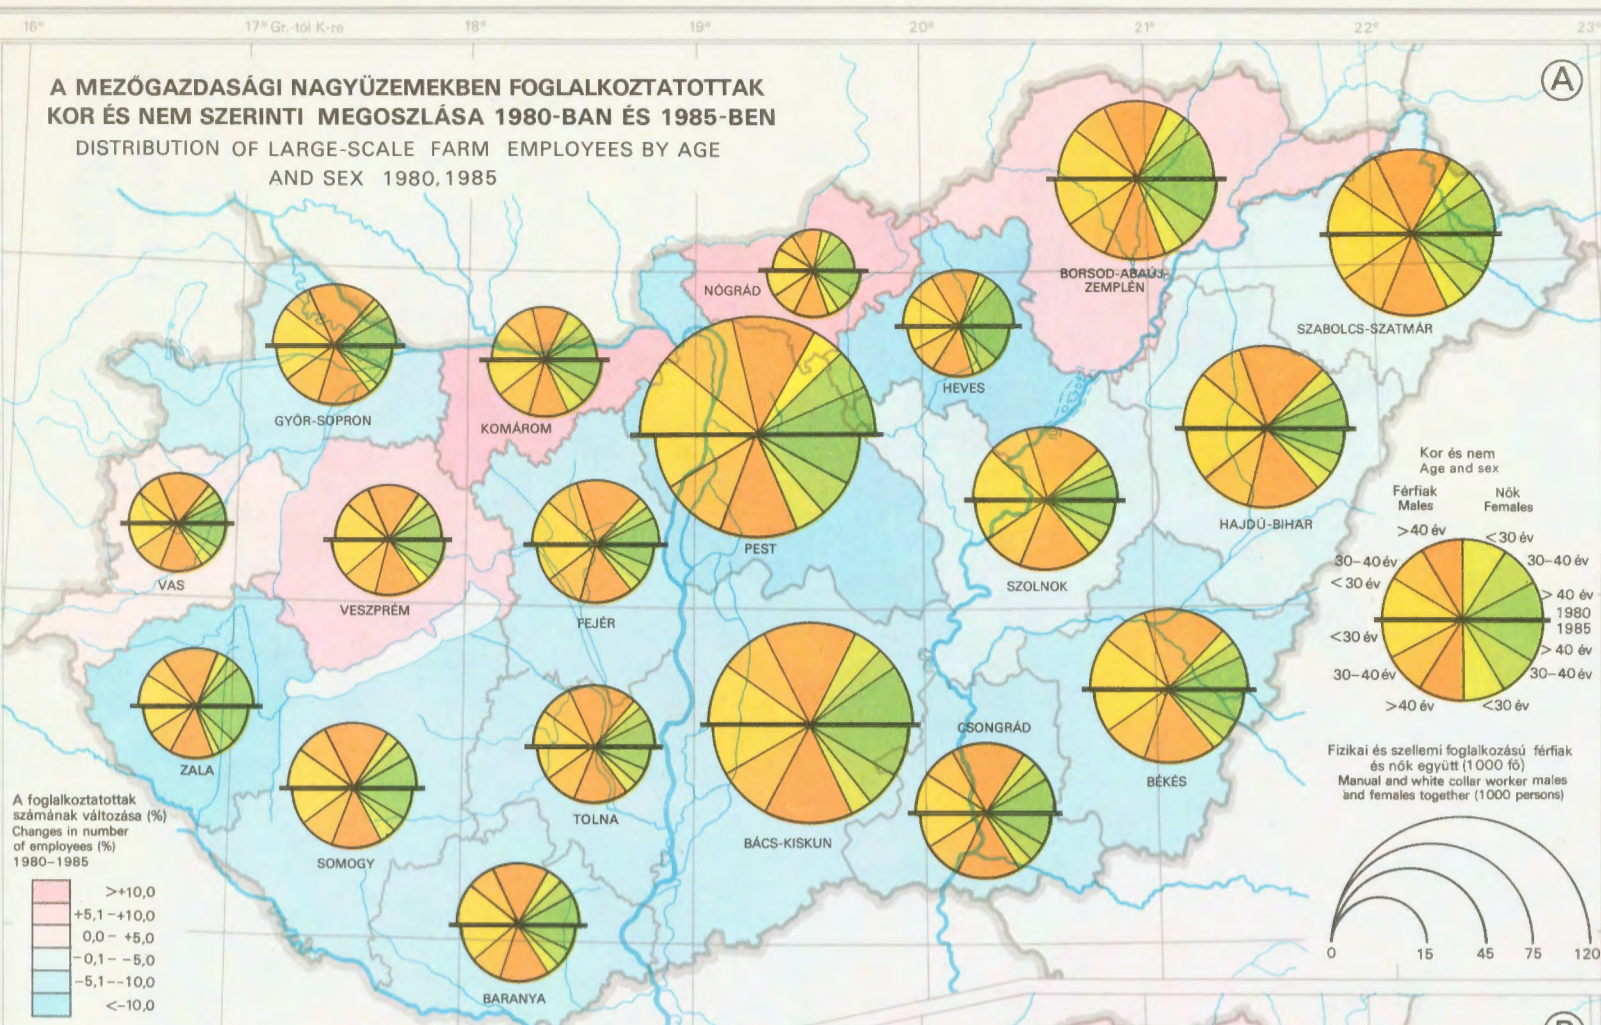 16°
17° Gr.-tól K-re
18°
19°
20°
21°
22°
23°
A MEZŐGAZDASÁGI NAGYÜZEMEKBEN FOGLALKOZTATOTTAK
KOR ÉS NEM SZERINTI MEGOSZLÁSA 1980-BAN ÉS 1985-BEN
DISTRIBUTION OF LARGE-SCALE FARM EMPLOYEES BY AGE
AND SEX 1980, 1985
A
BORSOD-ABAÚJ-
ZEMPLÉN
NÓGRÁD
SZABOLCS-SZATMÁR
HEVES
GYŐR-SOPRON
KOMÁROM
PEST
HAJDÚ-BIHAR
SZOLNOK
VAS
VESZPRÉM
FEJÉR
CSONGRÁD
ZALA
TOLNA
BÁCS-KISKUN
BÉKÉS
SOMOGY
BARANYA
Kor és nem
Age and sex
Férfiak
Males
Nők
Females
>40 év
<30 év
30–40 év
30–40 év
<30 év
>40 év
1980
1985
<30 év
>40 év
30–40 év
30–40 év
>40 év
<30 év
Fizikai és szellemi foglalkozású férfiak
és nők együtt (1000 fő)
Manual and white collar worker males
and females together (1000 persons)
0
15
45
75
120
A foglalkoztatottak
számának változása (%)
Changes in number
of employees (%)
1980–1985
>+10,0
+5,1–+10,0
0,0– +5,0
-0,1– -5,0
-5,1–-10,0
<-10,0